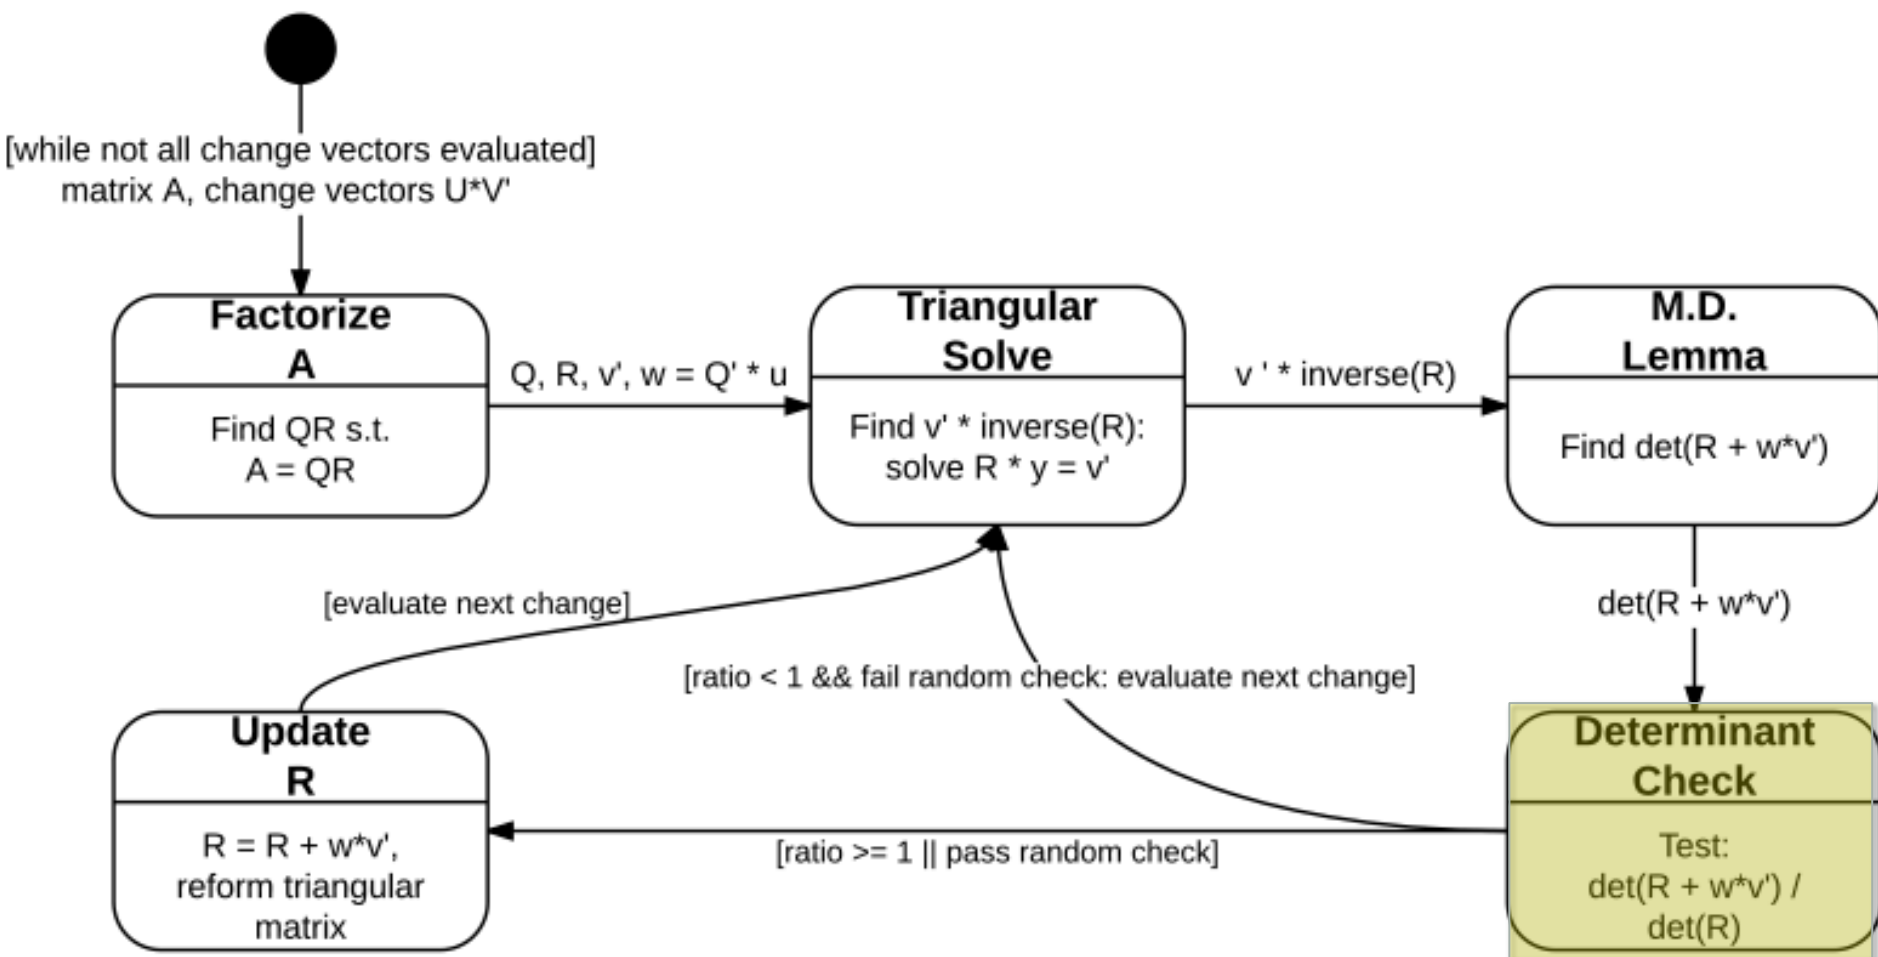 [while not all change vectors evaluated]
matrix A, change vectors U*V'
Factorize
A
Find QR s.t.
A = QR
Q, R, v', w = Q' * u
Triangular
Solve
Find v' * inverse(R):
solve R * y = v'
v ' * inverse(R)
M.D.
Lemma
Find det(R + w*v')
det(R + w*v')
[evaluate next change]
[ratio < 1 && fail random check: evaluate next change]
Update
R
R = R + w*v',
reform triangular
matrix
[ratio >= 1 || pass random check]
Determinant
Check
Test:
det(R + w*v') /
det(R)